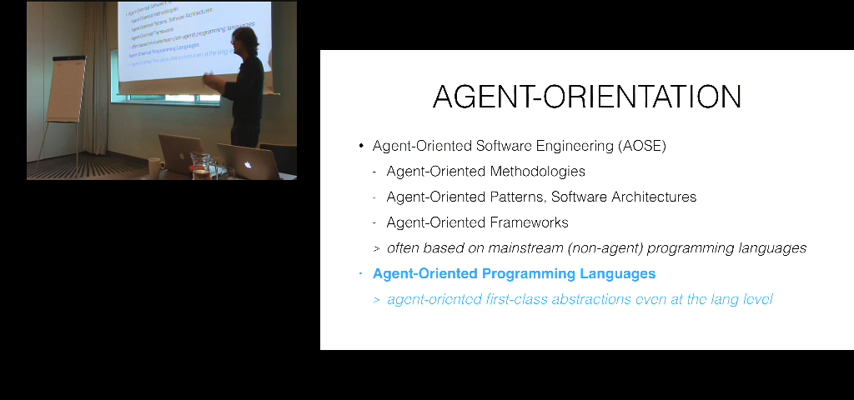 AGENT-ORIENTATION
• Agent-Oriented Software Engineering (AOSE)
- Agent-Oriented Methodologies
- Agent-Oriented Patterns, Software Architectures
- Agent-Oriented Frameworks
> often based on mainstream (non-agent) programming languages
• Agent-Oriented Programming Languages
> agent-oriented first-class abstractions even at the lang level